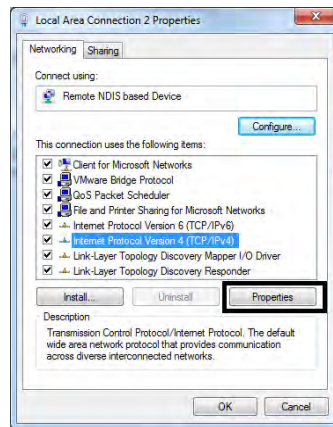 Local Area Connection 2 Properties
Networking Sharing
Connect using:
Remote NDIS based Device
Configure...
This connection uses the following items:
Client for Microsoft Networks
VMware Bridge Protocol
QoS Packet Scheduler
File and Printer Sharing for Microsoft Networks
Internet Protocol Version 6 (TCP/IPv6)
Internet Protocol Version 4 (TCP/IPv4)
Link-Layer Topology Discovery Mapper I/O Driver
Link-Layer Topology Discovery Responder
Install... Uninstall Properties
Description
Transmission Control Protocol/Internet Protocol. The default
wide area network protocol that provides communication
across diverse interconnected networks.
OK Cancel